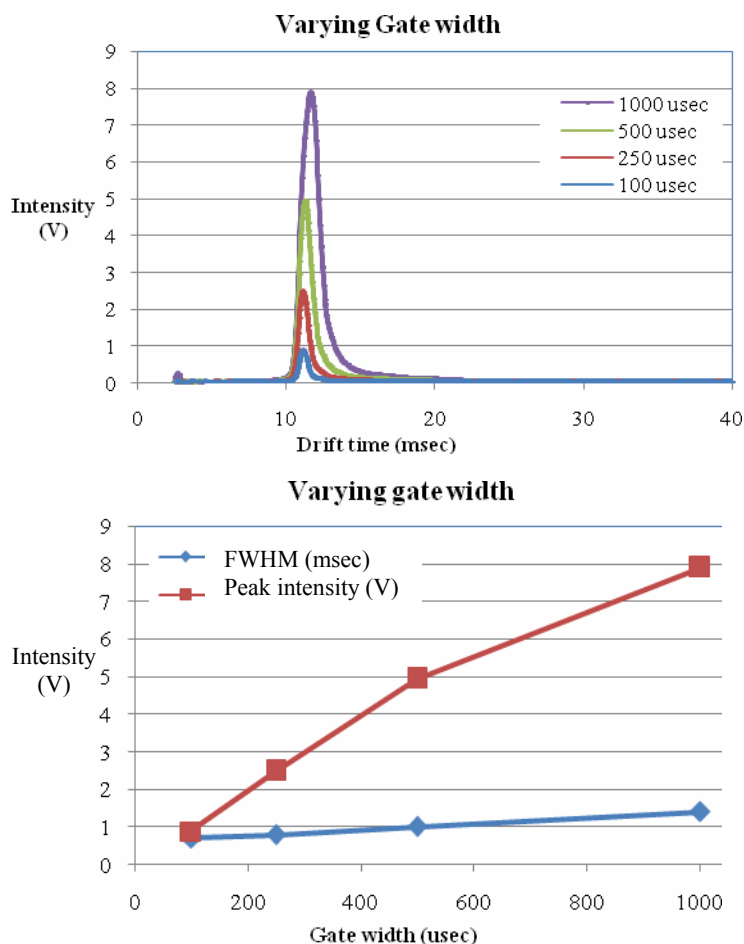 Varying Gate width
9
8
7
6
5
4
3
2
1
0
Intensity
(V)
1000 usec
500 usec
250 usec
100 usec
0 10 20 30 40
Drift time (msec)
Varying gate width
9
8
7
6
5
4
3
2
1
0
FWHM (msec)
Peak intensity (V)
Intensity
(V)
0 200 400 600 800 1000
Gate width (usec)